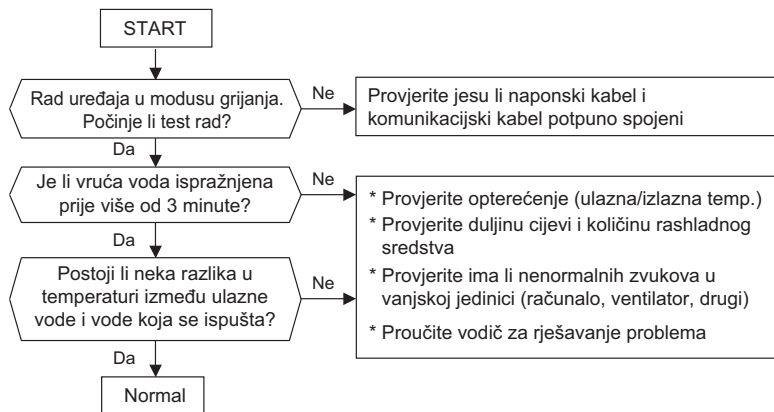 START
Rad uređaja u modusu grijanja.
Počinje li test rad?
Ne
Provjerite jesu li naponski kabel i
komunikacijski kabel potpuno spojeni
Da
Je li vruća voda ispražnjena
prije više od 3 minute?
Ne
* Provjerite opterećenje (ulazna/izlazna temp.)
* Provjerite duljinu cijevi i količinu rashladnog
sredstva
* Provjerite ima li nenormalnih zvukova u
vanjskoj jedinici (računalo, ventilator, drugi)
* Proučite vodič za rješavanje problema
Da
Postoji li neka razlika u
temperaturi između ulazne
vode i vode koja se ispušta?
Ne
Da
Normal